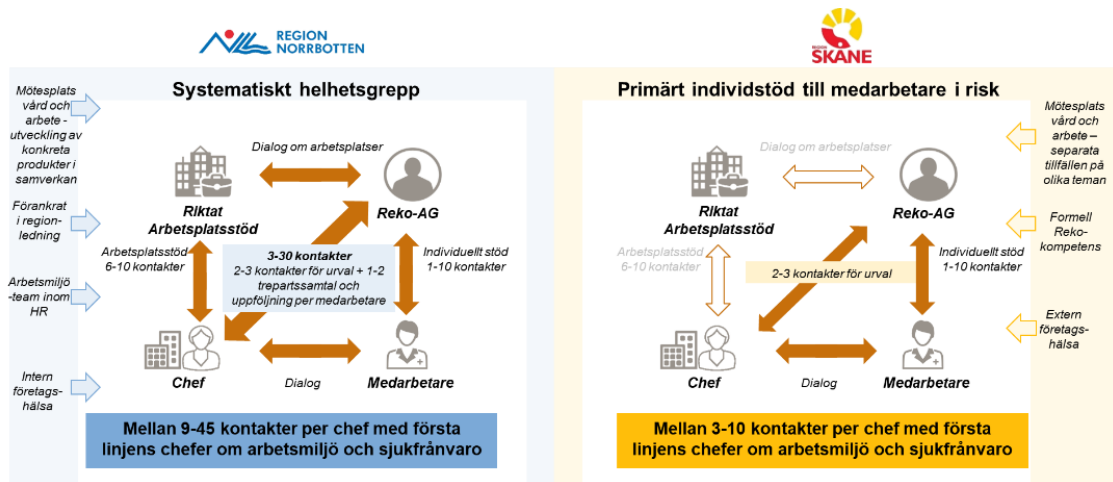 REGION
NORRBOTTEN
REGION
SKÅNE
Systematiskt helhetsgrepp
Mötesplats
vård och
arbete -
utveckling av
konkreta
produkter i
samverkan
Förankrat
i region-
ledning
Arbetsmiljö
-team inom
HR
Intern
företags-
hälsa
Dialog om arbetsplatser
Riktat
Arbetsplatsstöd
Reko-AG
Arbetsplatsstöd
6-10 kontakter
3-30 kontakter
2-3 kontakter för urval + 1-2
trepartssamtal och
uppföljning per medarbetare
Individuellt stöd
1-10 kontakter
Chef
Dialog
Medarbetare
Mellan 9-45 kontakter per chef med första
linjens chefer om arbetsmiljö och sjukfrånvaro
Primärt individstöd till medarbetare i risk
Dialog om arbetsplatser
Riktat
Arbetsplatsstöd
Reko-AG
Arbetsplatsstöd
6-10 kontakter
2-3 kontakter för urval
Individuellt stöd
1-10 kontakter
Chef
Dialog
Medarbetare
Mötesplats
vård och
arbete –
separata
tillfällen på
olika teman
Formell
Reko-
kompetens
Extern
företags-
hälsa
Mellan 3-10 kontakter per chef med första
linjens chefer om arbetsmiljö och sjukfrånvaro